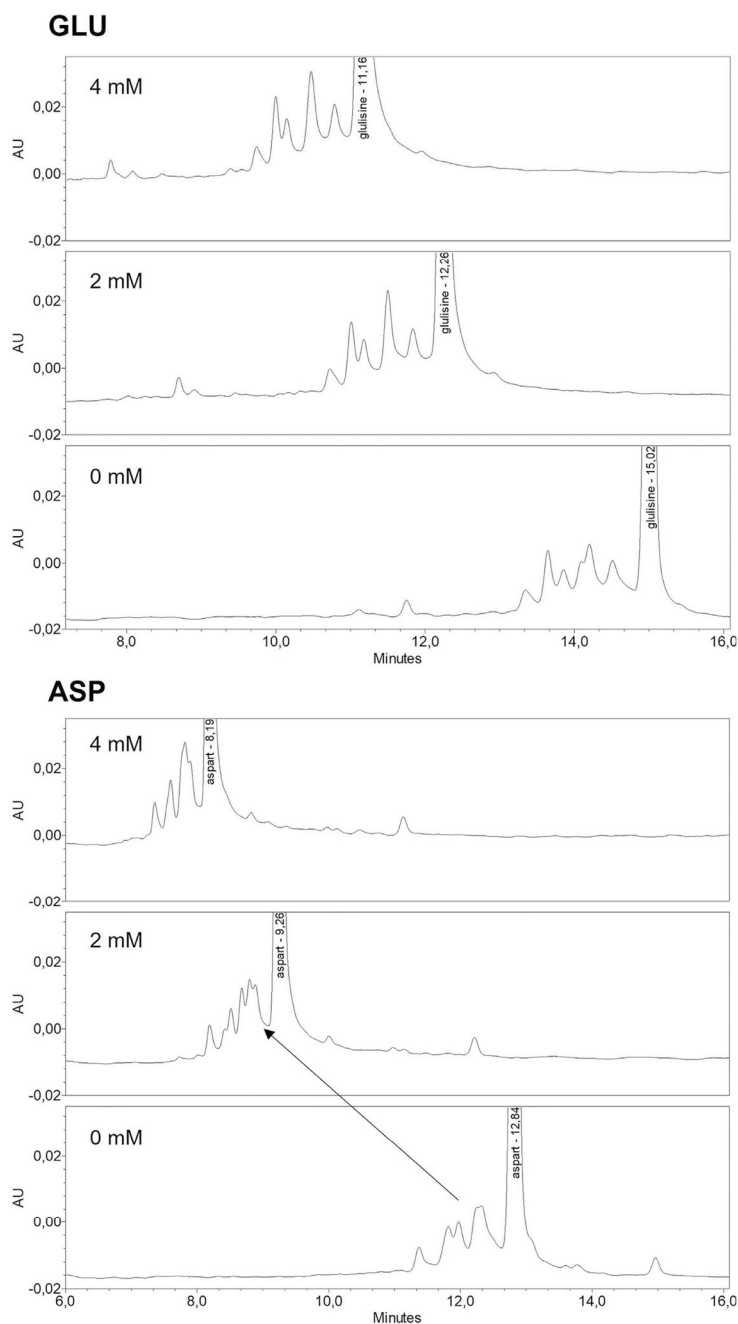 GLU
4 mM
0,02
AU
0,00
-0,02
glulisine - 11,16
2 mM
0,02
AU
0,00
-0,02
glulisine - 12,26
0 mM
0,02
AU
0,00
-0,02
glulisine - 15,02
8,0 10,0 12,0 14,0 16,0
Minutes
ASP
4 mM
0,02
AU
0,00
-0,02
aspart - 8,19
2 mM
0,02
AU
0,00
-0,02
aspart - 9,26
0 mM
0,02
AU
0,00
-0,02
aspart - 12,84
6,0 8,0 10,0 12,0 14,0 16,0
Minutes